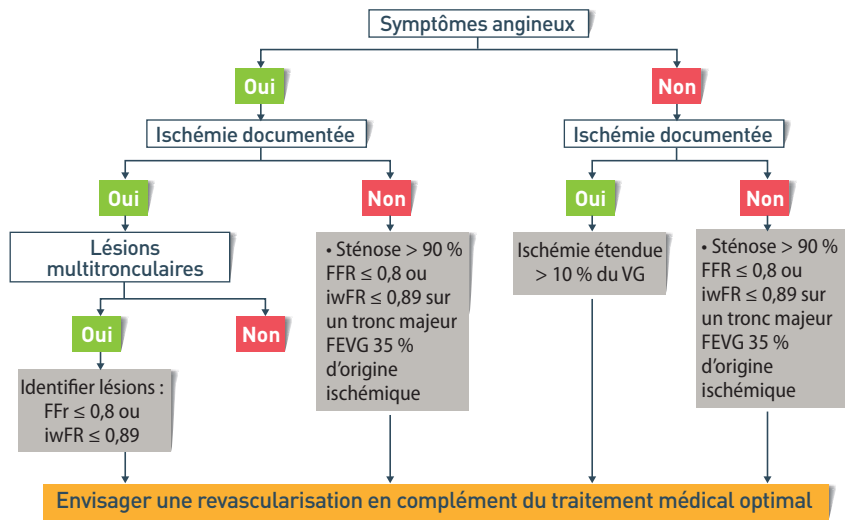 Symptômes angineux
Oui
Non
Ischémie documentée
Ischémie documentée
Oui
Non
Oui
Non
Lésions
multitronculaires
• Sténose > 90 %
FFR ≤ 0,8 ou
iwFR ≤ 0,89 sur
un tronc majeur
FEVG 35 %
d'origine
ischémique
Ischémie étendue
> 10 % du VG
• Sténose > 90 %
FFR ≤ 0,8 ou
iwFR ≤ 0,89 sur
un tronc majeur
FEVG 35 %
d'origine
ischémique
Oui
Non
Identifier lésions :
FFr ≤ 0,8 ou
iwFR ≤ 0,89
Envisager une revascularisation en complément du traitement médical optimal